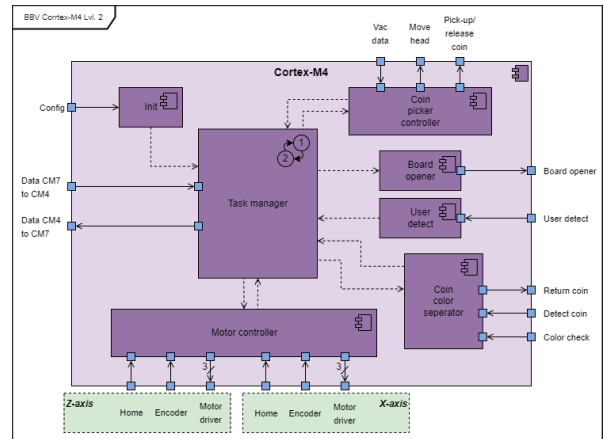 BBV Corrtex-M4 Lvl. 2
Vac
data
Move
head
Pick-up/
release
coin
Cortex-M4
Config
Init
Coin
picker
controller
1
2
Task manager
Board
opener
Board opener
Data CM7
to CM4
User
detect
User detect
Data CM4
to CM7
Coin
color
seperator
Return coin
Detect coin
Color check
Motor controller
3
3
Z-axis
Home
Encoder
Motor
driver
Home
Encoder
Motor
driver
X-axis